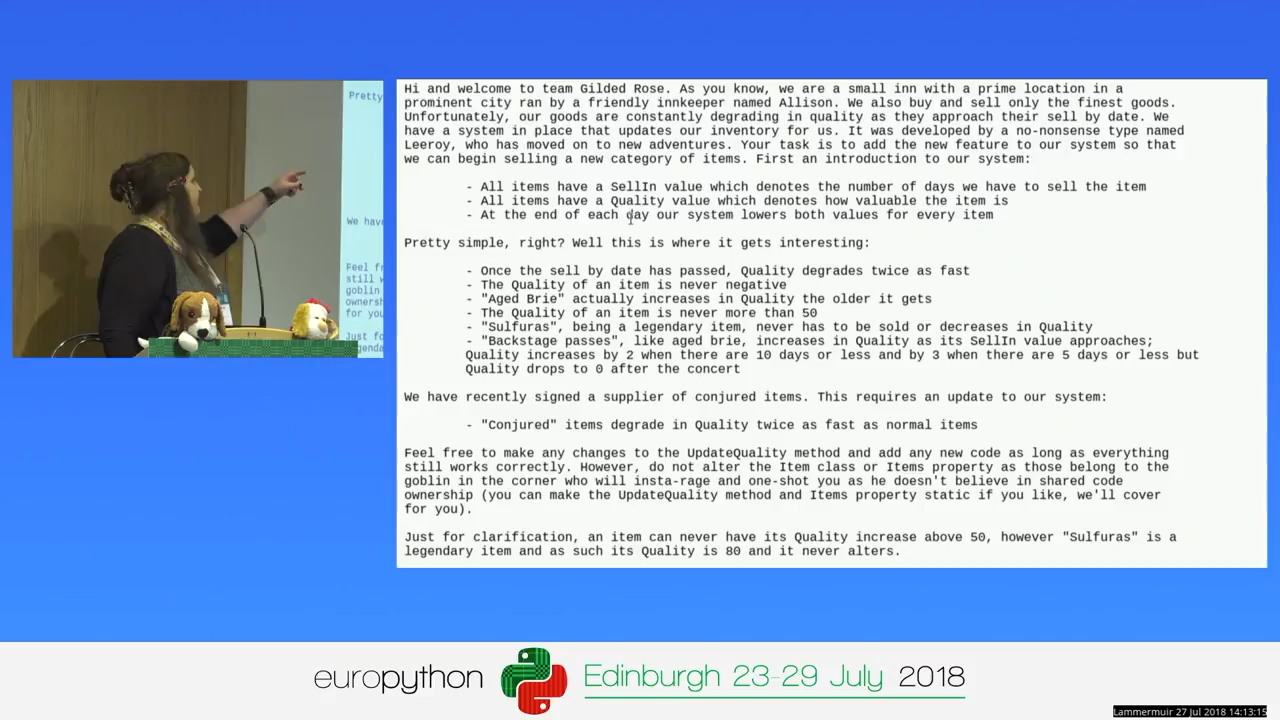 Pretty
We have
Feel fr
still w
goblin
ownersh
for you
Just fo
Hi and welcome to team Gilded Rose. As you know, we are a small inn with a prime location in a
prominent city ran by a friendly innkeeper named Allison. We also buy and sell only the finest goods.
Unfortunately, our goods are constantly degrading in quality as they approach their sell by date. We
have a system in place that updates our inventory for us. It was developed by a no-nonsense type named
Leeroy, who has moved on to new adventures. Your task is to add the new feature to our system so that
we can begin selling a new category of items. First an introduction to our system:
- All items have a SellIn value which denotes the number of days we have to sell the item
- All items have a Quality value which denotes how valuable the item is
- At the end of each day our system lowers both values for every item
Pretty simple, right? Well this is where it gets interesting:
- Once the sell by date has passed, Quality degrades twice as fast
- The Quality of an item is never negative
- "Aged Brie" actually increases in Quality the older it gets
- The Quality of an item is never more than 50
- "Sulfuras", being a legendary item, never has to be sold or decreases in Quality
- "Backstage passes", like aged brie, increases in Quality as its SellIn value approaches;
Quality increases by 2 when there are 10 days or less and by 3 when there are 5 days or less but
Quality drops to 0 after the concert
We have recently signed a supplier of conjured items. This requires an update to our system:
- "Conjured" items degrade in Quality twice as fast as normal items
Feel free to make any changes to the UpdateQuality method and add any new code as long as everything
still works correctly. However, do not alter the Item class or Items property as those belong to the
goblin in the corner who will insta-rage and one-shot you as he doesn't believe in shared code
ownership (you can make the UpdateQuality method and Items property static if you like, we'll cover
for you).
Just for clarification, an item can never have its Quality increase above 50, however "Sulfuras" is a
legendary item and as such its Quality is 80 and it never alters.
europython Edinburgh 23-29 July 2018
Lammermuir 27 Jul 2018 14:13:15